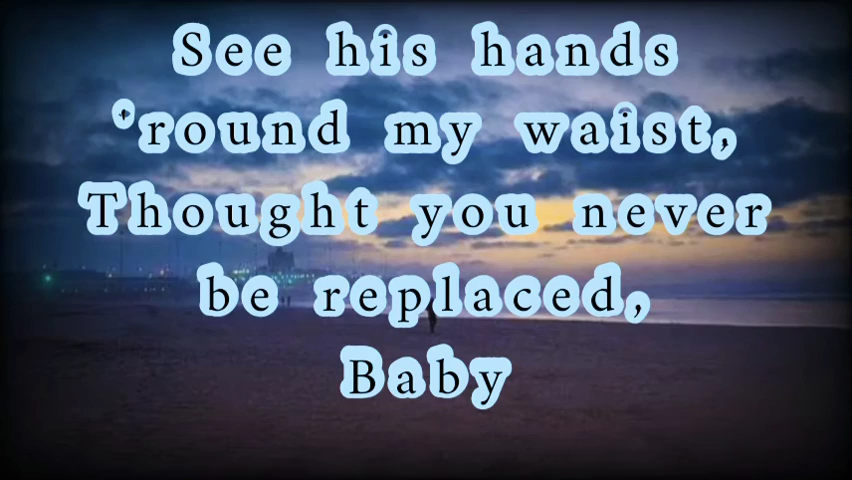 See his hands
'round my waist,
Thought you never
be replaced,
Baby